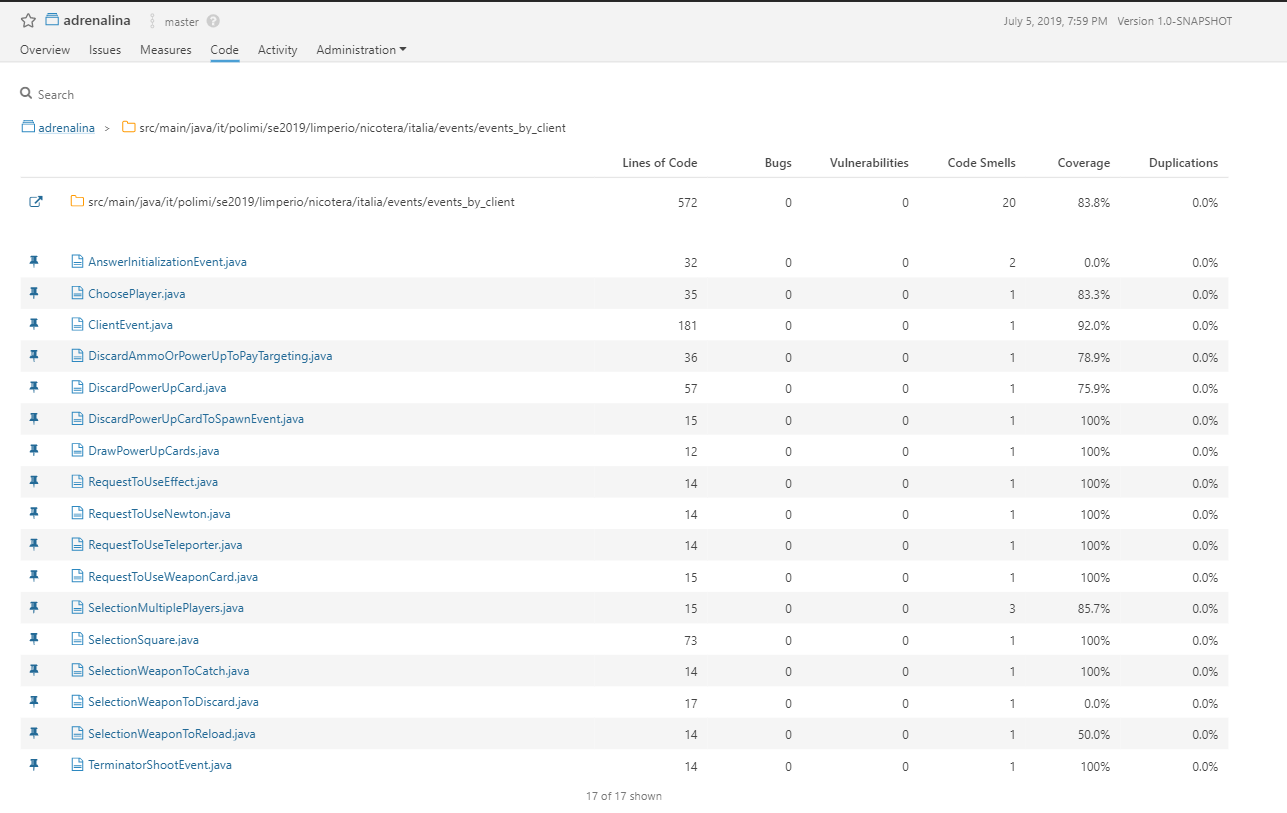 adrenalina master July 5, 2019, 7:59 PM Version 1.0-SNAPSHOT
Overview Issues Measures Code Activity Administration
Search
adrenalina > src/main/java/it/polimi/se2019/limperio/nicotera/italia/events/events_by_client
Lines of Code Bugs Vulnerabilities Code Smells Coverage Duplications
src/main/java/it/polimi/se2019/limperio/nicotera/italia/events/events_by_client 572 0 0 20 83.8% 0.0%
AnswerInitializationEvent.java 32 0 0 2 0.0% 0.0%
ChoosePlayer.java 35 0 0 1 83.3% 0.0%
ClientEvent.java 181 0 0 1 92.0% 0.0%
DiscardAmmoOrPowerUpToPayTargeting.java 36 0 0 1 78.9% 0.0%
DiscardPowerUpCard.java 57 0 0 1 75.9% 0.0%
DiscardPowerUpCardToSpawnEvent.java 15 0 0 1 100% 0.0%
DrawPowerUpCards.java 12 0 0 1 100% 0.0%
RequestToUseEffect.java 14 0 0 1 100% 0.0%
RequestToUseNewton.java 14 0 0 1 100% 0.0%
RequestToUseTeleporter.java 14 0 0 1 100% 0.0%
RequestToUseWeaponCard.java 15 0 0 1 100% 0.0%
SelectionMultiplePlayers.java 15 0 0 3 85.7% 0.0%
SelectionSquare.java 73 0 0 1 100% 0.0%
SelectionWeaponToCatch.java 14 0 0 1 100% 0.0%
SelectionWeaponToDiscard.java 17 0 0 1 0.0% 0.0%
SelectionWeaponToReload.java 14 0 0 1 50.0% 0.0%
TerminatorShootEvent.java 14 0 0 1 100% 0.0%
17 of 17 shown